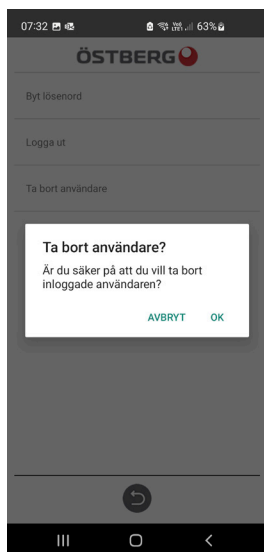 07:32
63%
ÖSTBERG
Byt lösenord
Logga ut
Ta bort användare
Ta bort användare?
Är du säker på att du vill ta bort
inloggade användaren?
AVBRYT OK